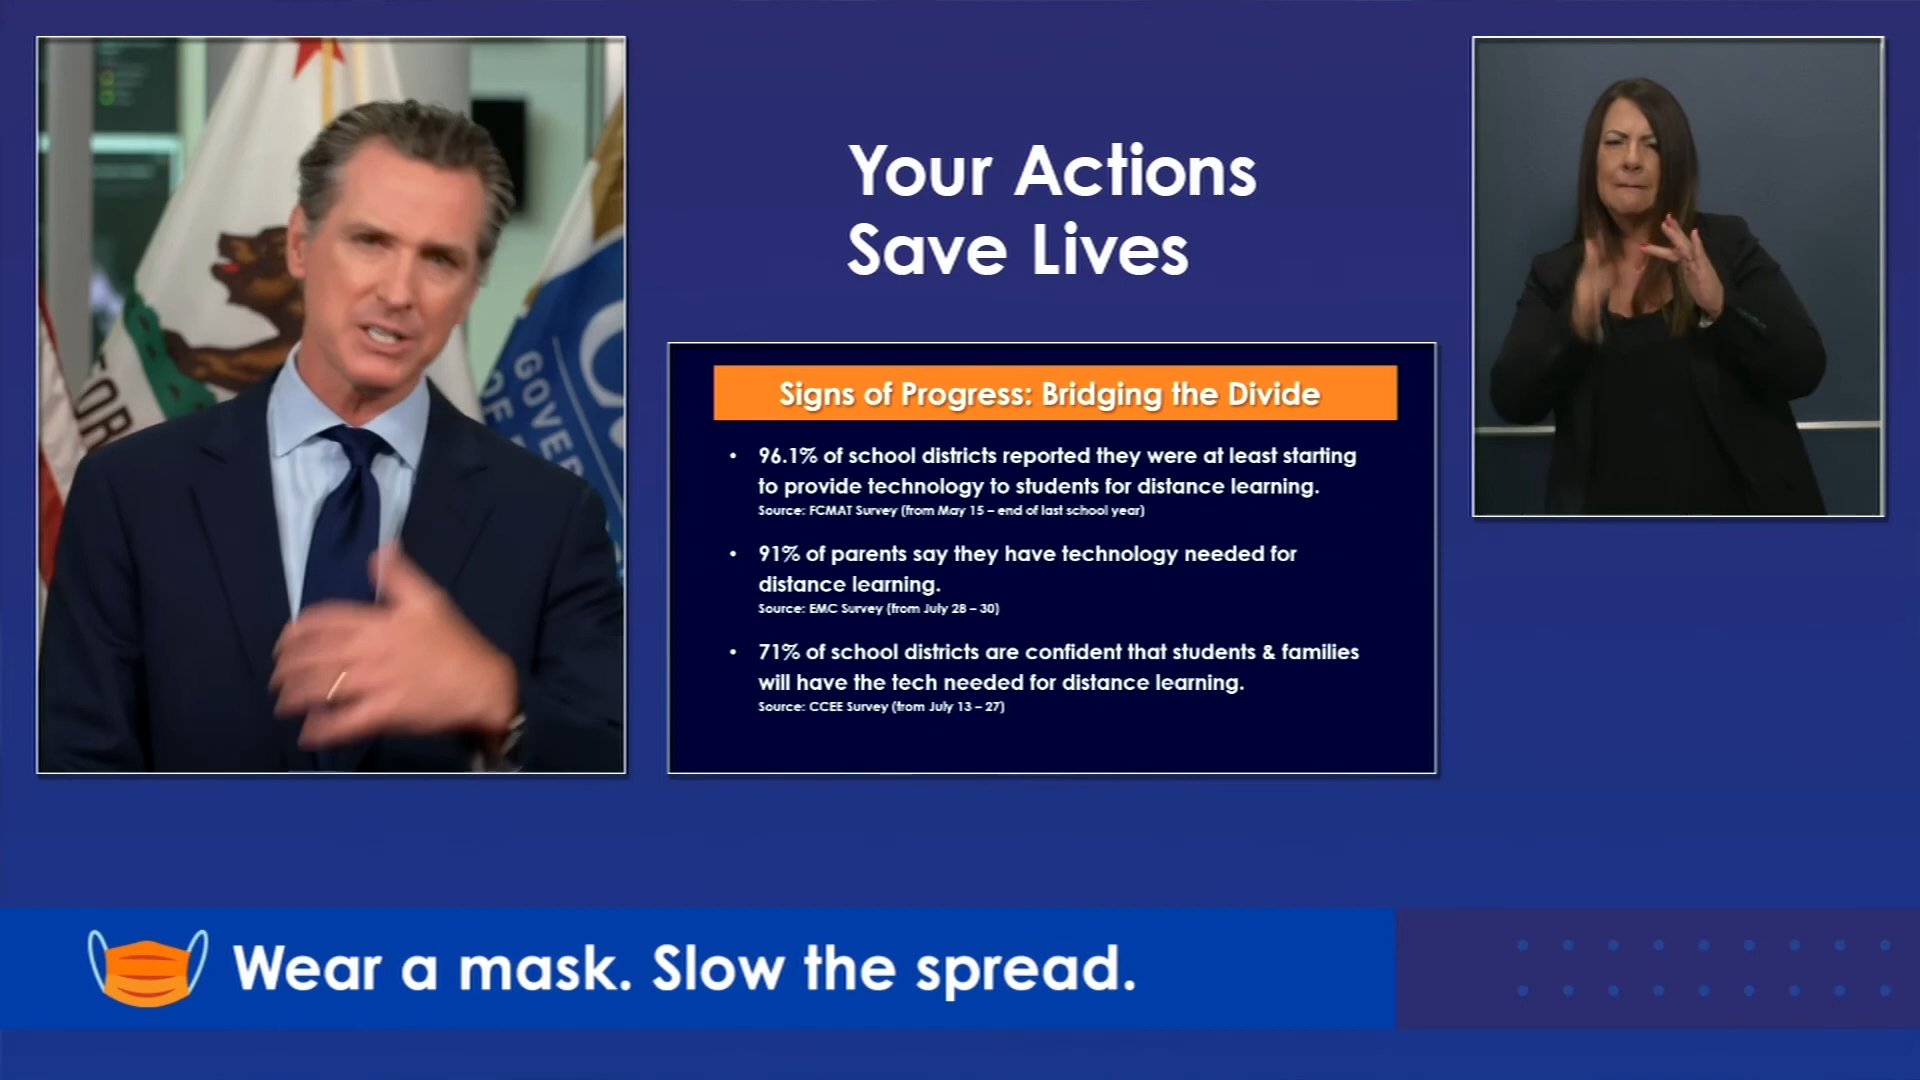 Your Actions
Save Lives
Signs of Progress: Bridging the Divide
• 96.1% of school districts reported they were at least starting
to provide technology to students for distance learning.
Source: FCMAT Survey (from May 15 – end of last school year)
• 91% of parents say they have technology needed for
distance learning.
Source: EMC Survey (from July 28 – 30)
• 71% of school districts are confident that students & families
will have the tech needed for distance learning.
Source: CCEE Survey (from July 13 – 27)
GOVER
OF
FOR
Wear a mask. Slow the spread.